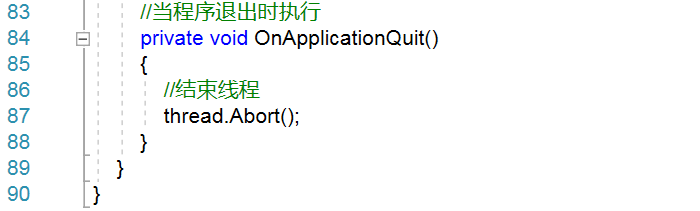 83 //当程序退出时执行
84 private void OnApplicationQuit()
85 {
86 //结束线程
87 thread.Abort();
88 }
89 }
90 }